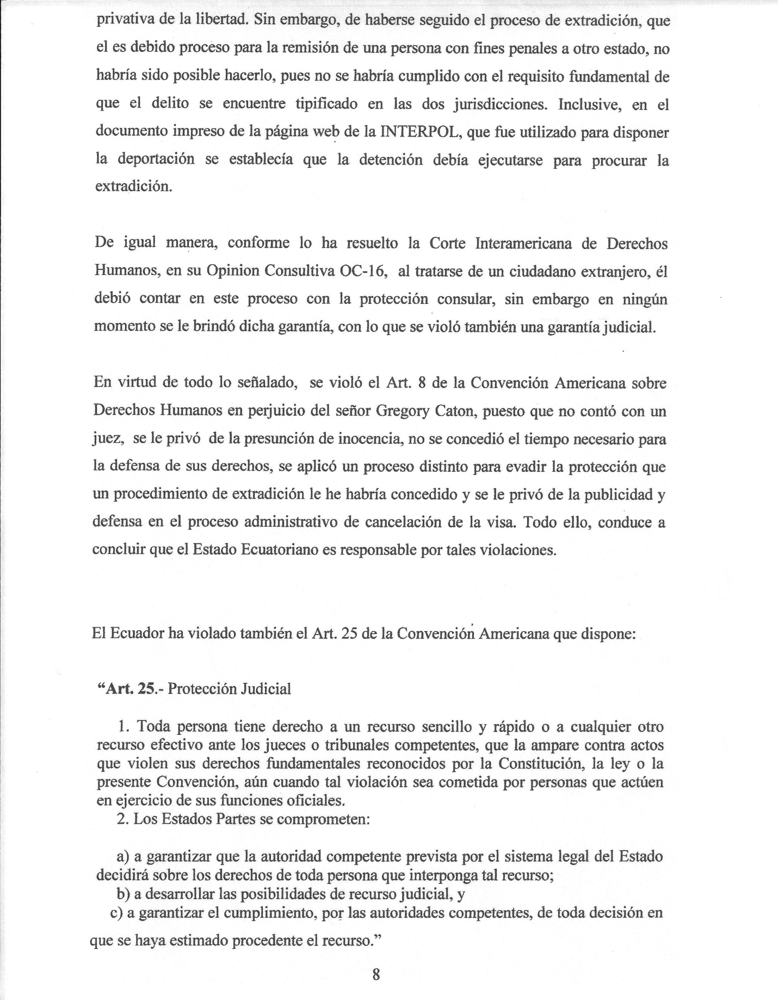 privativa de la libertad. Sin embargo, de haberse seguido el proceso de extradición, que
el es debido proceso para la remisión de una persona con fines penales a otro estado, no
habría sido posible hacerlo, pues no se habría cumplido con el requisito fundamental de
que el delito se encuentre tipificado en las dos jurisdicciones. Inclusive, en el
documento impreso de la página web de la INTERPOL, que fue utilizado para disponer
la deportación se establecía que la detención debía ejecutarse para procurar la
extradición.
De igual manera, conforme lo ha resuelto la Corte Interamericana de Derechos
Humanos, en su Opinion Consultiva OC-16, al tratarse de un ciudadano extranjero, él
debió contar en este proceso con la protección consular, sin embargo en ningún
momento se le brindó dicha garantía, con lo que se violó también una garantía judicial.
En virtud de todo lo señalado, se violó el Art. 8 de la Convención Americana sobre
Derechos Humanos en perjuicio del señor Gregory Caton, puesto que no contó con un
juez, se le privó de la presunción de inocencia, no se concedió el tiempo necesario para
la defensa de sus derechos, se aplicó un proceso distinto para evadir la protección que
un procedimiento de extradición le he habría concedido y se le privó de la publicidad y
defensa en el proceso administrativo de cancelación de la visa. Todo ello, conduce a
concluir que el Estado Ecuatoriano es responsable por tales violaciones.
El Ecuador ha violado también el Art. 25 de la Convención Americana que dispone:
“Art. 25.- Protección Judicial
1. Toda persona tiene derecho a un recurso sencillo y rápido o a cualquier otro
recurso efectivo ante los jueces o tribunales competentes, que la ampare contra actos
que violen sus derechos fundamentales reconocidos por la Constitución, la ley o la
presente Convención, aún cuando tal violación sea cometida por personas que actúen
en ejercicio de sus funciones oficiales.
2. Los Estados Partes se comprometen:
a) a garantizar que la autoridad competente prevista por el sistema legal del Estado
decidirá sobre los derechos de toda persona que interponga tal recurso;
b) a desarrollar las posibilidades de recurso judicial, y
c) a garantizar el cumplimiento, por las autoridades competentes, de toda decisión en
que se haya estimado procedente el recurso.”
8